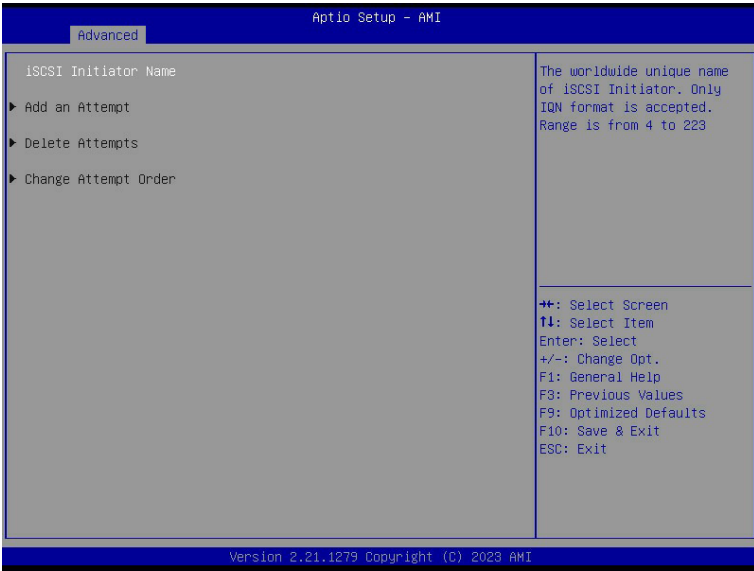 Aptio Setup – AMI
Advanced
iSCSI Initiator Name
▶ Add an Attempt
▶ Delete Attempts
▶ Change Attempt Order
The worldwide unique name
of iSCSI Initiator. Only
IQN format is accepted.
Range is from 4 to 223
→←: Select Screen
↑↓: Select Item
Enter: Select
+/-: Change Opt.
F1: General Help
F3: Previous Values
F9: Optimized Defaults
F10: Save & Exit
ESC: Exit
Version 2.21.1279 Copyright (C) 2023 AMI